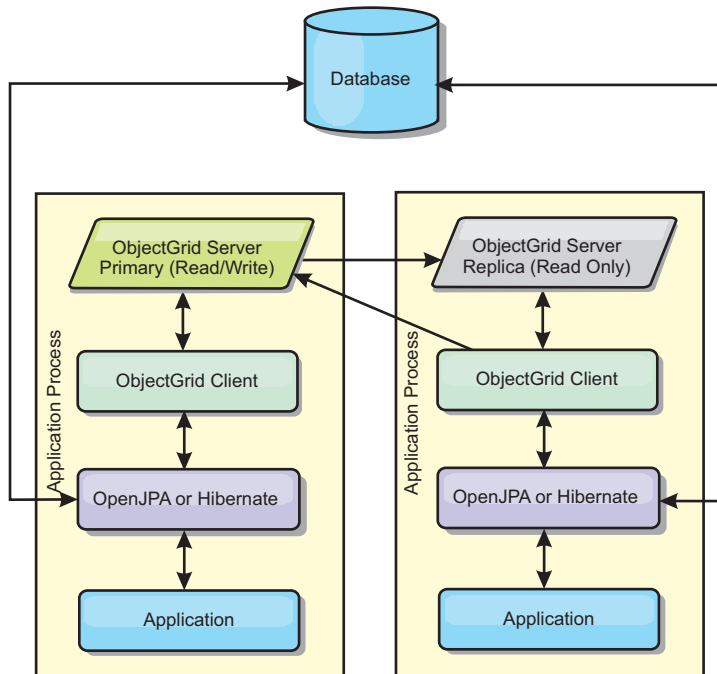 Database
ObjectGrid Server
Primary (Read/Write)
ObjectGrid Client
OpenJPA or Hibernate
Application
Application Process
ObjectGrid Server
Replica (Read Only)
ObjectGrid Client
OpenJPA or Hibernate
Application
Application Process